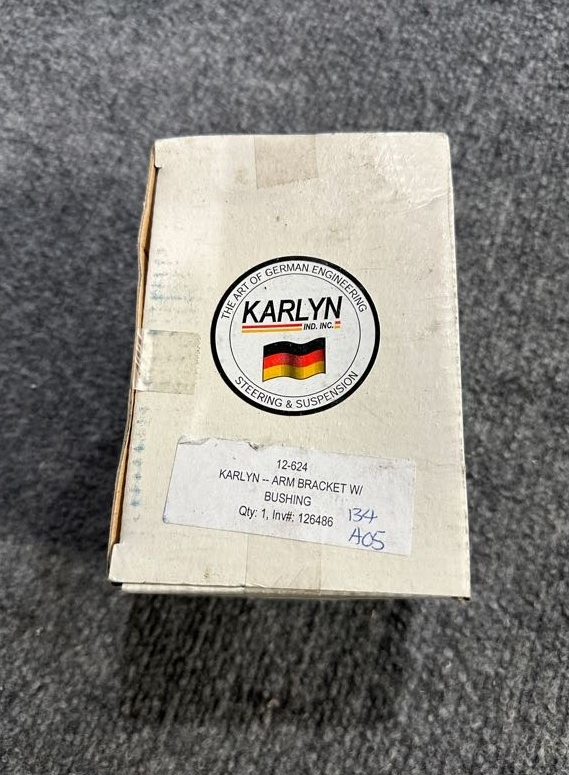 THE ART OF GERMAN ENGINEERING
KARLYN
IND. INC.
STEERING & SUSPENSION
12-624
KARLYN -- ARM BRACKET W/
BUSHING
Qty: 1, Inv#: 126486
134
A05